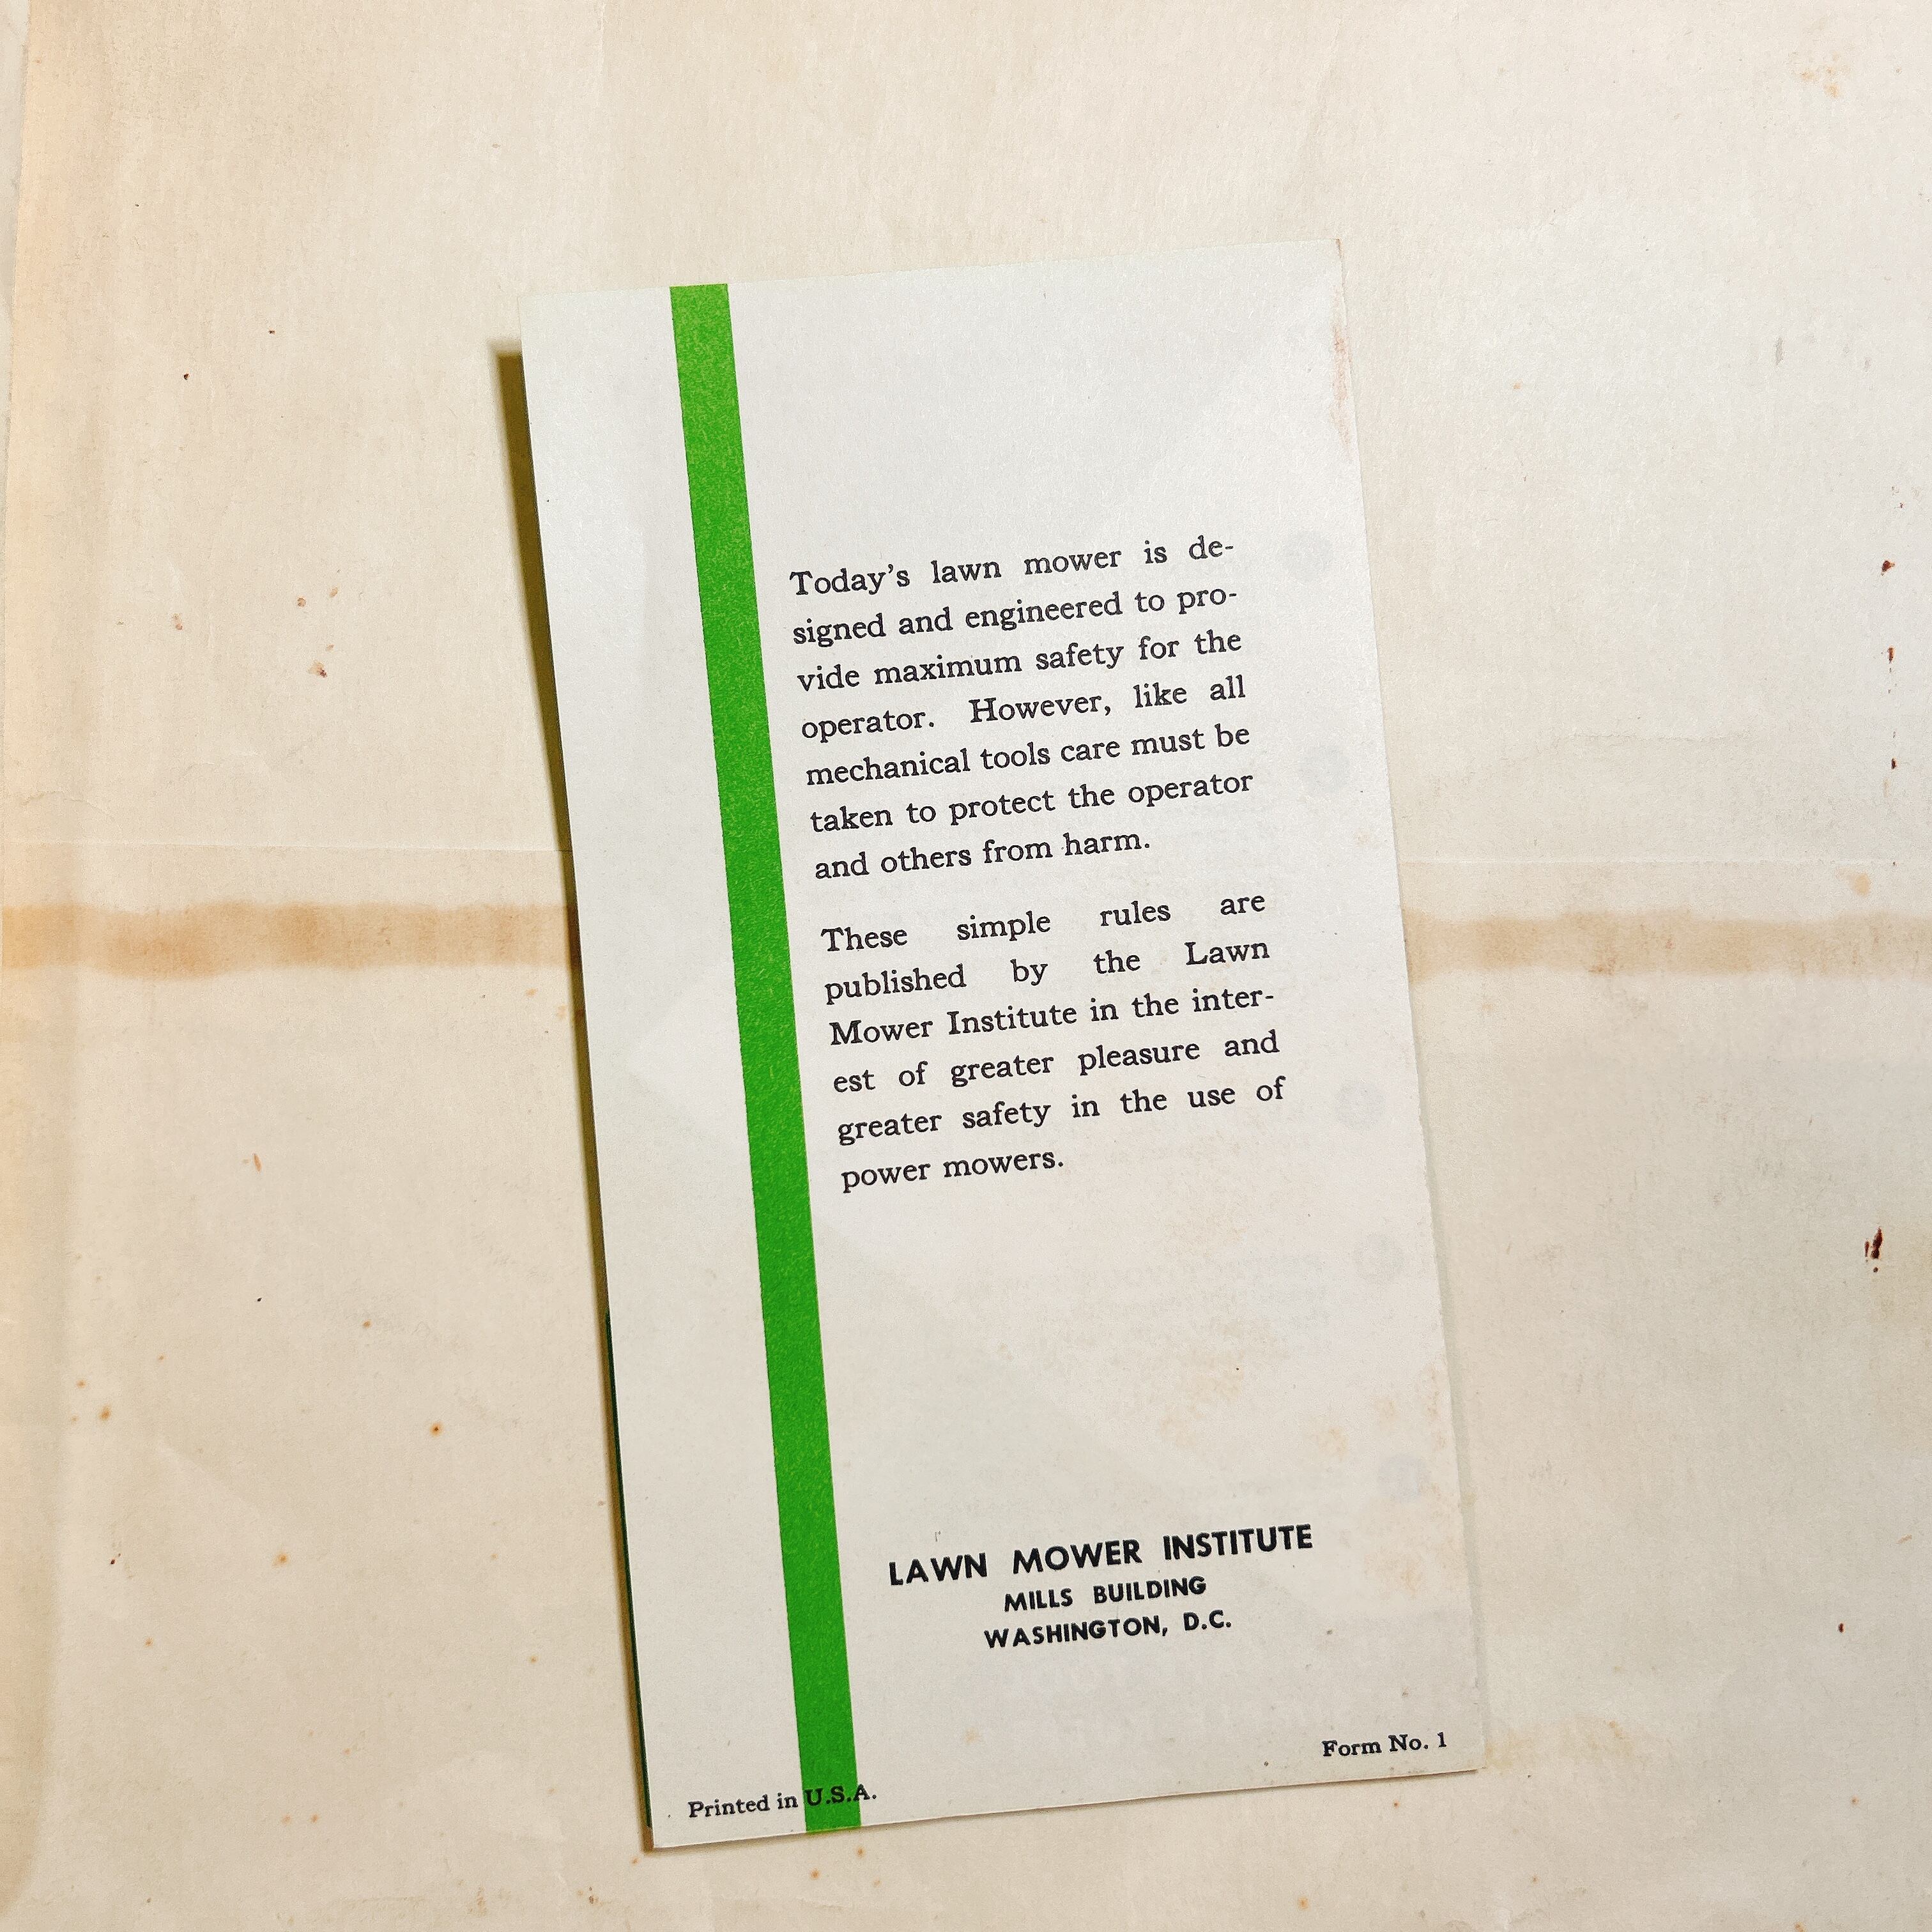 Today's lawn mower is de-
signed and engineered to pro-
vide maximum safety for the
operator. However, like all
mechanical tools care must be
taken to protect the operator
and others from harm.
These simple rules are
published by the Lawn
Mower Institute in the inter-
est of greater pleasure and
greater safety in the use of
power mowers.
LAWN MOWER INSTITUTE
MILLS BUILDING
WASHINGTON, D.C.
Form No. 1
Printed in U.S.A.